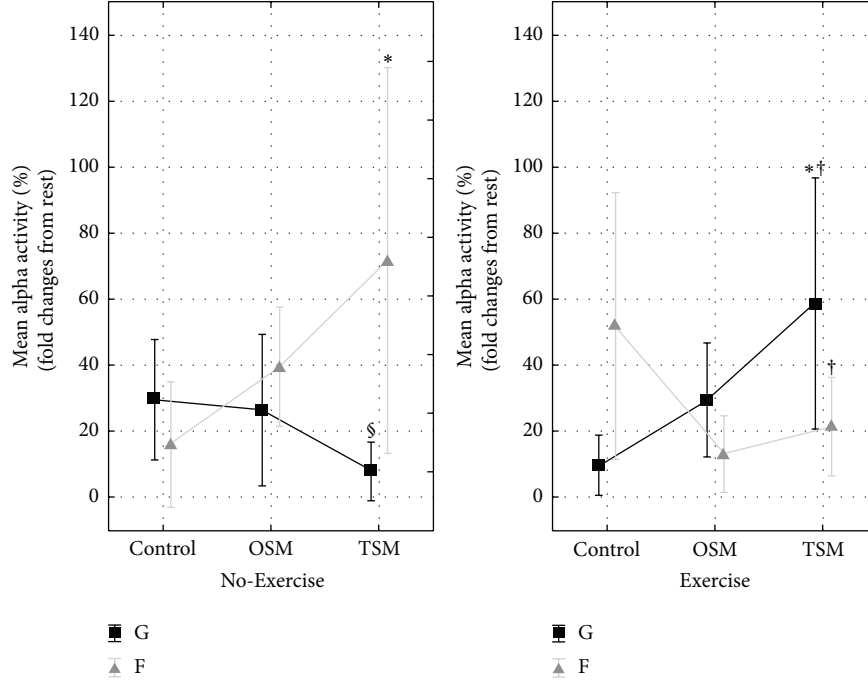 Mean alpha activity (%)
(fold changes from rest)
140
120
100
80
60
40
20
0
*
§
Control OSM TSM
No-Exercise
G
F
Mean alpha activity (%)
(fold changes from rest)
140
120
100
80
60
40
20
0
*†
†
Control OSM TSM
Exercise
G
F